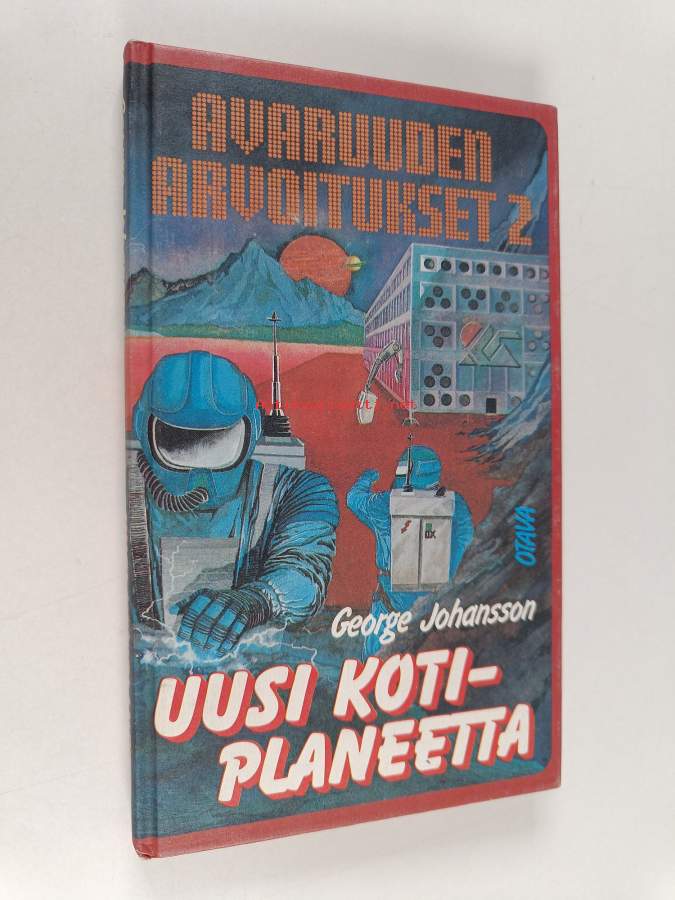 AVARUUDEN
ARVOITUKSET 2
OTAVA
George Johansson
UUSI KOTI-
PLANEETTA